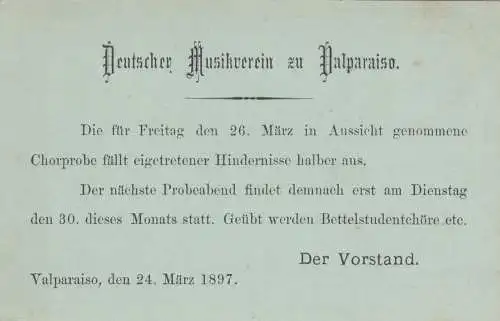 Deutscher Musikverein zu Valparaiso.
Die für Freitag den 26. März in Aussicht genommene
Chorprobe fällt eigetretener Hindernisse halber aus.
Der nächste Probeabend findet demnach erst am Dienstag
den 30. dieses Monats statt. Geübt werden Bettelstudentchöre etc.
Der Vorstand.
Valparaiso, den 24. März 1897.